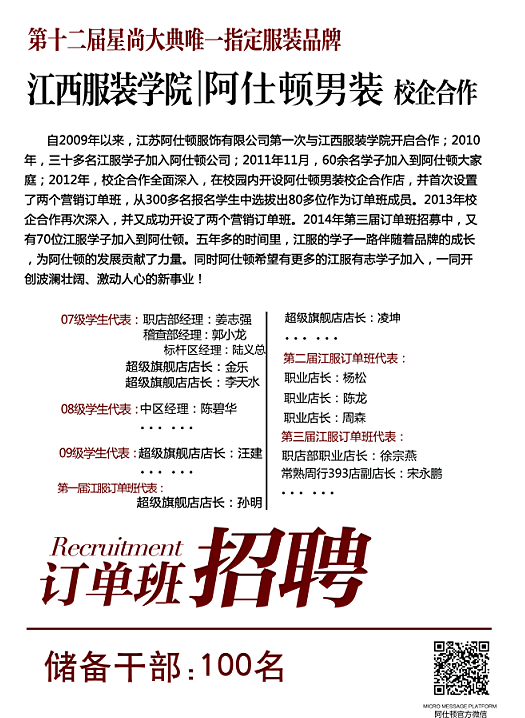 第十二届星尚大典唯一指定服装品牌
江西服装学院|阿仕顿男装 校企合作
自2009年以来，江苏阿仕顿服饰有限公司第一次与江西服装学院开启合作；2010
年，三十多名江服学子加入阿仕顿公司；2011年11月，60余名学子加入到阿仕顿大家
庭；2012年，校企合作全面深入，在校园内开设阿仕顿男装校企合作店，并首次设置
了两个营销订单班，从300多名报名学生中选拔出80多位作为订单班成员。2013年校
企合作再次深入，并又成功开设了两个营销订单班。2014年第三届订单班招募中，又
有70位江服学子加入到阿仕顿。五年多的时间里，江服的学子一路伴随着品牌的成长
，为阿仕顿的发展贡献了力量。同时阿仕顿希望有更多的江服有志学子加入，一同开
创波澜壮阔、激动人心的新事业！
07级学生代表：职店部经理：姜志强
稽查部经理：郭小龙
标杆区经理：陆义总
超级旗舰店店长：金乐
超级旗舰店店长：李天水
08级学生代表：中区经理：陈碧华
• • • • • •
09级学生代表：超级旗舰店店长：汪建
• • • • • •
第一届江服订单班代表：
超级旗舰店店长：孙明
超级旗舰店店长：凌坤
• • • • • •
第二届江服订单班代表：
职业店长：杨松
职业店长：陈龙
职业店长：周森
第三届江服订单班代表：
职店部职业店长：徐宗燕
常熟周行393店副店长：宋永鹏
• • • • • •
Recruitment
订单班招聘
储备干部：100名
MICRO MESSAGE PLATFORM
阿仕顿官方微信